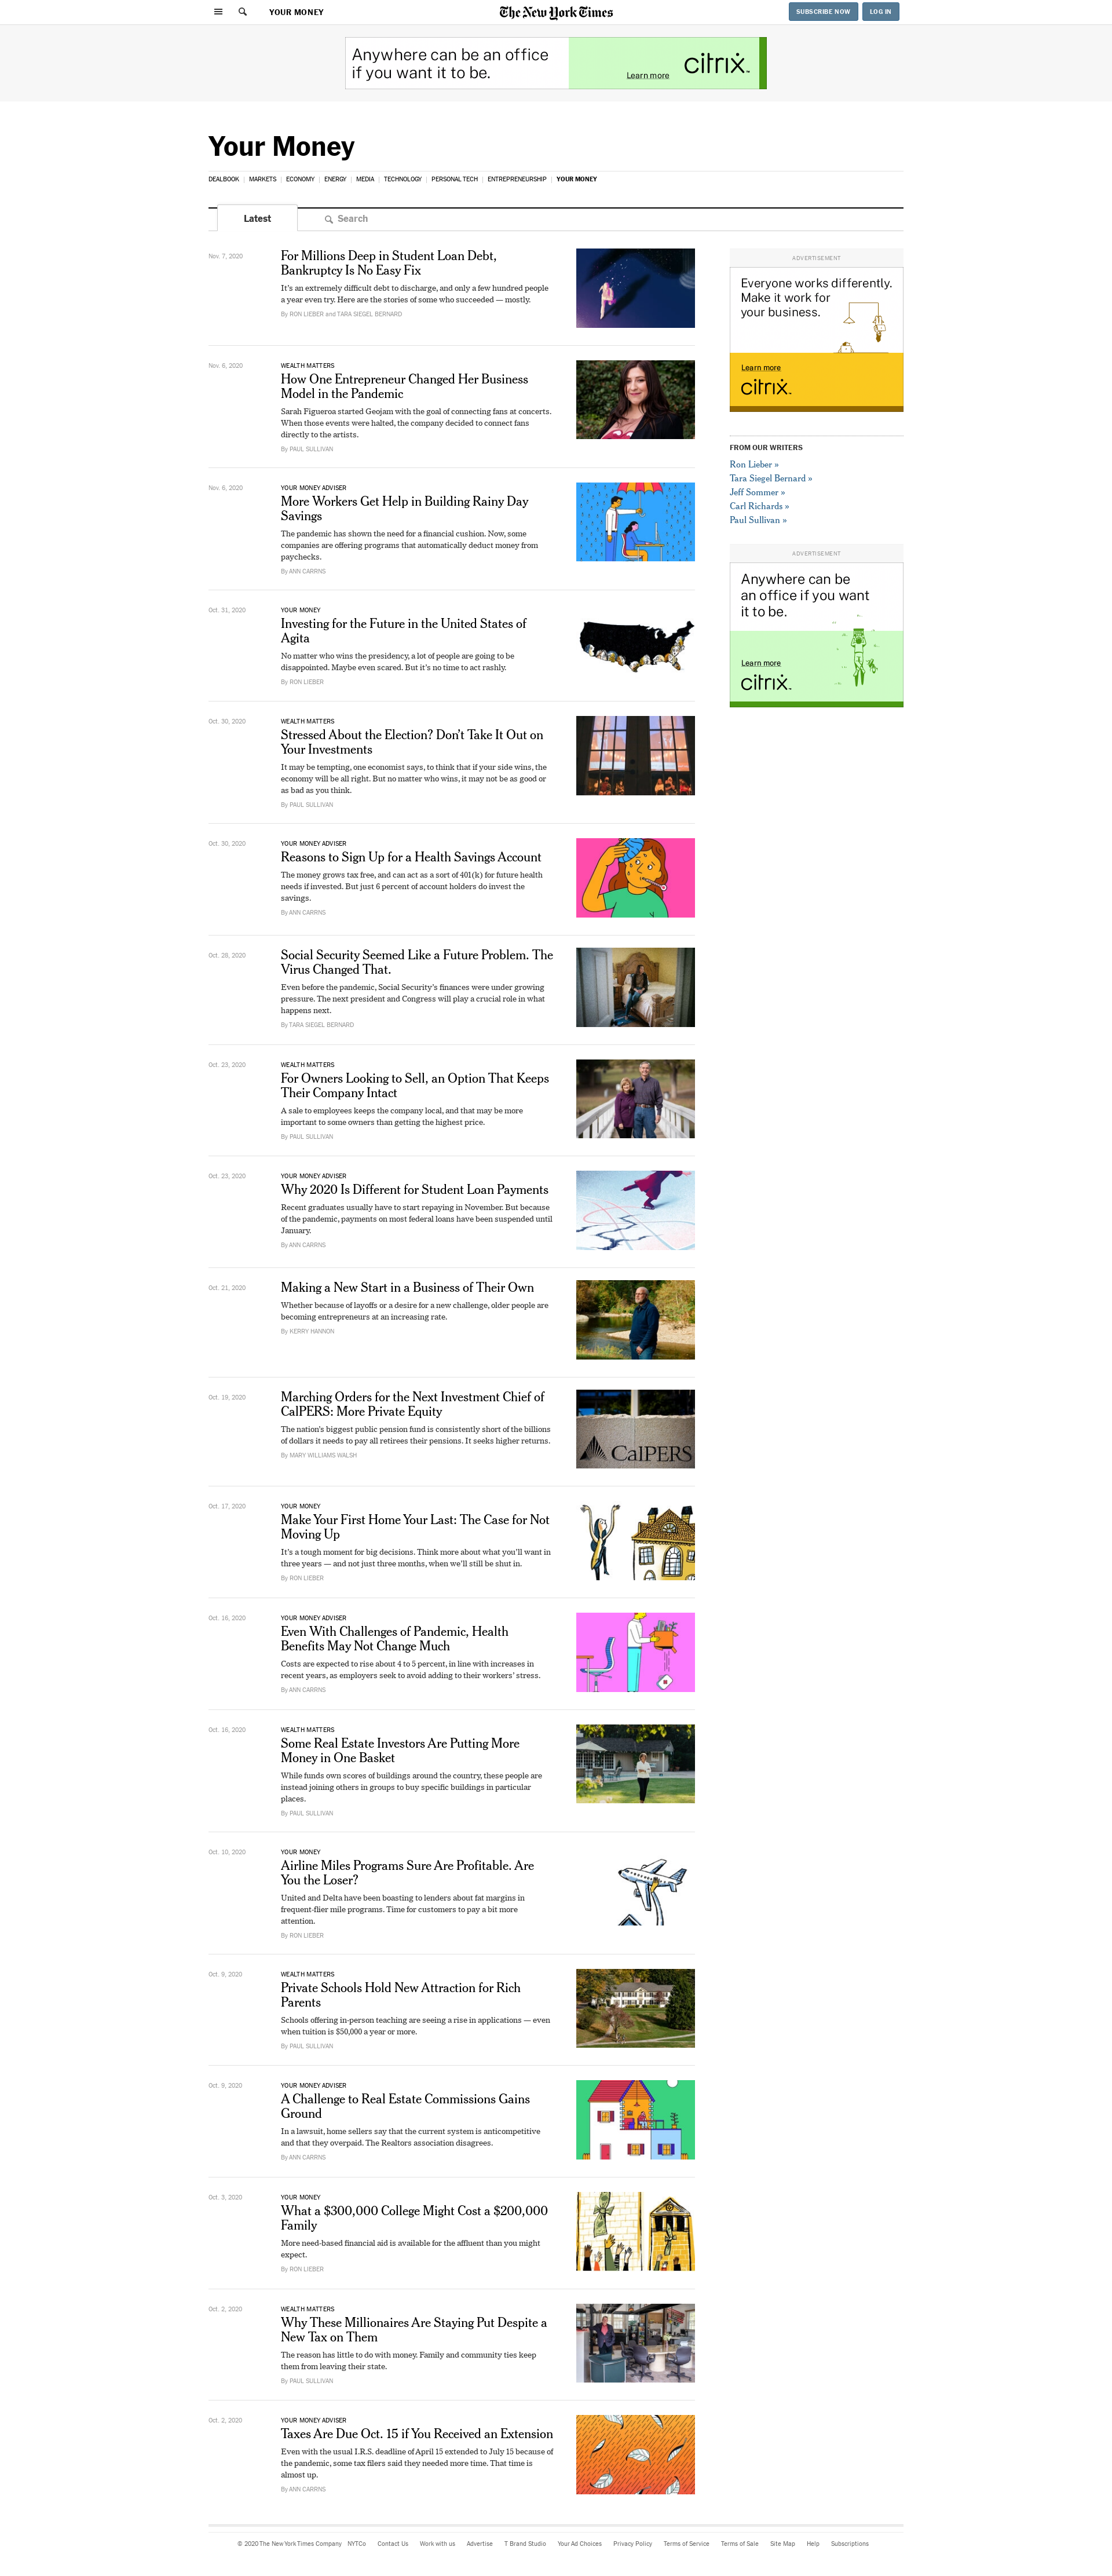 YOUR MONEY
The New York Times
SUBSCRIBE NOW
LOG IN
Anywhere can be an office
if you want it to be.
Learn more
citrix
Your Money
DEALBOOK | MARKETS | ECONOMY | ENERGY | MEDIA | TECHNOLOGY | PERSONAL TECH | ENTREPRENEURSHIP | YOUR MONEY
Latest
Search
Nov. 7, 2020
For Millions Deep in Student Loan Debt,
Bankruptcy Is No Easy Fix
It's an extremely difficult debt to discharge, and only a few hundred people
a year even try. Here are the stories of some who succeeded — mostly.
By RON LIEBER and TARA SIEGEL BERNARD
Nov. 6, 2020
WEALTH MATTERS
How One Entrepreneur Changed Her Business
Model in the Pandemic
Sarah Figueroa started Geojam with the goal of connecting fans at concerts.
When those events were halted, the company decided to connect fans
directly to the artists.
By PAUL SULLIVAN
Nov. 6, 2020
YOUR MONEY ADVISER
More Workers Get Help in Building Rainy Day
Savings
The pandemic has shown the need for a financial cushion. Now, some
companies are offering programs that automatically deduct money from
paychecks.
By ANN CARRNS
Oct. 31, 2020
YOUR MONEY
Investing for the Future in the United States of
Agita
No matter who wins the presidency, a lot of people are going to be
disappointed. Maybe even scared. But it's no time to act rashly.
By RON LIEBER
Oct. 30, 2020
WEALTH MATTERS
Stressed About the Election? Don't Take It Out on
Your Investments
It may be tempting, one economist says, to think that if your side wins, the
economy will be all right. But no matter who wins, it may not be as good or
as bad as you think.
By PAUL SULLIVAN
Oct. 30, 2020
YOUR MONEY ADVISER
Reasons to Sign Up for a Health Savings Account
The money grows tax free, and can act as a sort of 401(k) for future health
needs if invested. But just 6 percent of account holders do invest the
savings.
By ANN CARRNS
Oct. 28, 2020
Social Security Seemed Like a Future Problem. The
Virus Changed That.
Even before the pandemic, Social Security's finances were under growing
pressure. The next president and Congress will play a crucial role in what
happens next.
By TARA SIEGEL BERNARD
Oct. 23, 2020
WEALTH MATTERS
For Owners Looking to Sell, an Option That Keeps
Their Company Intact
A sale to employees keeps the company local, and that may be more
important to some owners than getting the highest price.
By PAUL SULLIVAN
Oct. 23, 2020
YOUR MONEY ADVISER
Why 2020 Is Different for Student Loan Payments
Recent graduates usually have to start repaying in November. But because
of the pandemic, payments on most federal loans have been suspended until
January.
By ANN CARRNS
Oct. 21, 2020
Making a New Start in a Business of Their Own
Whether because of layoffs or a desire for a new challenge, older people are
becoming entrepreneurs at an increasing rate.
By KERRY HANNON
Oct. 19, 2020
Marching Orders for the Next Investment Chief of
CalPERS: More Private Equity
The nation's biggest public pension fund is consistently short of the billions
of dollars it needs to pay all retirees their pensions. It seeks higher returns.
By MARY WILLIAMS WALSH
CalPERS
Oct. 17, 2020
YOUR MONEY
Make Your First Home Your Last: The Case for Not
Moving Up
It's a tough moment for big decisions. Think more about what you'll want in
three years — and not just three months, when we'll still be shut in.
By RON LIEBER
Oct. 16, 2020
YOUR MONEY ADVISER
Even With Challenges of Pandemic, Health
Benefits May Not Change Much
Costs are expected to rise about 4 to 5 percent, in line with increases in
recent years, as employers seek to avoid adding to their workers' stress.
By ANN CARRNS
Oct. 16, 2020
WEALTH MATTERS
Some Real Estate Investors Are Putting More
Money in One Basket
While funds own scores of buildings around the country, these people are
instead joining others in groups to buy specific buildings in particular
places.
By PAUL SULLIVAN
Oct. 10, 2020
YOUR MONEY
Airline Miles Programs Sure Are Profitable. Are
You the Loser?
United and Delta have been boasting to lenders about fat margins in
frequent-flier mile programs. Time for customers to pay a bit more
attention.
By RON LIEBER
Oct. 9, 2020
WEALTH MATTERS
Private Schools Hold New Attraction for Rich
Parents
Schools offering in-person teaching are seeing a rise in applications — even
when tuition is $50,000 a year or more.
By PAUL SULLIVAN
Oct. 9, 2020
YOUR MONEY ADVISER
A Challenge to Real Estate Commissions Gains
Ground
In a lawsuit, home sellers say that the current system is anticompetitive
and that they overpaid. The Realtors association disagrees.
By ANN CARRNS
Oct. 3, 2020
YOUR MONEY
What a $300,000 College Might Cost a $200,000
Family
More need-based financial aid is available for the affluent than you might
expect.
By RON LIEBER
Oct. 2, 2020
WEALTH MATTERS
Why These Millionaires Are Staying Put Despite a
New Tax on Them
The reason has little to do with money. Family and community ties keep
them from leaving their state.
By PAUL SULLIVAN
Oct. 2, 2020
YOUR MONEY ADVISER
Taxes Are Due Oct. 15 if You Received an Extension
Even with the usual I.R.S. deadline of April 15 extended to July 15 because of
the pandemic, some tax filers said they needed more time. That time is
almost up.
By ANN CARRNS
ADVERTISEMENT
Everyone works differently.
Make it work for
your business.
Learn more
citrix
FROM OUR WRITERS
Ron Lieber »
Tara Siegel Bernard »
Jeff Sommer »
Carl Richards »
Paul Sullivan »
ADVERTISEMENT
Anywhere can be
an office if you want
it to be.
Learn more
citrix
© 2020 The New York Times Company NYTCo Contact Us Work with us Advertise T Brand Studio Your Ad Choices Privacy Policy Terms of Service Terms of Sale Site Map Help Subscriptions